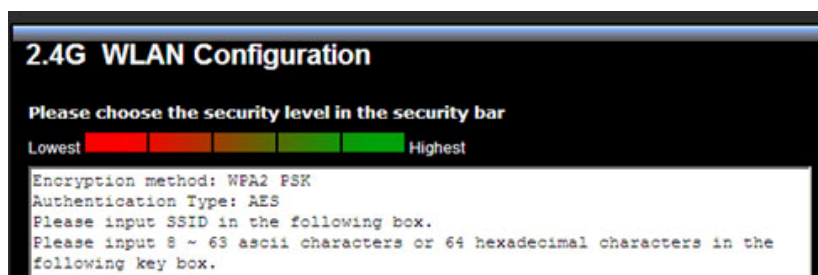 2.4G WLAN Configuration
Please choose the security level in the security bar
Lowest Highest
Encryption method: WPA2 PSK
Authentication Type: AES
Please input SSID in the following box.
Please input 8 ~ 63 ascii characters or 64 hexadecimal characters in the
following key box.